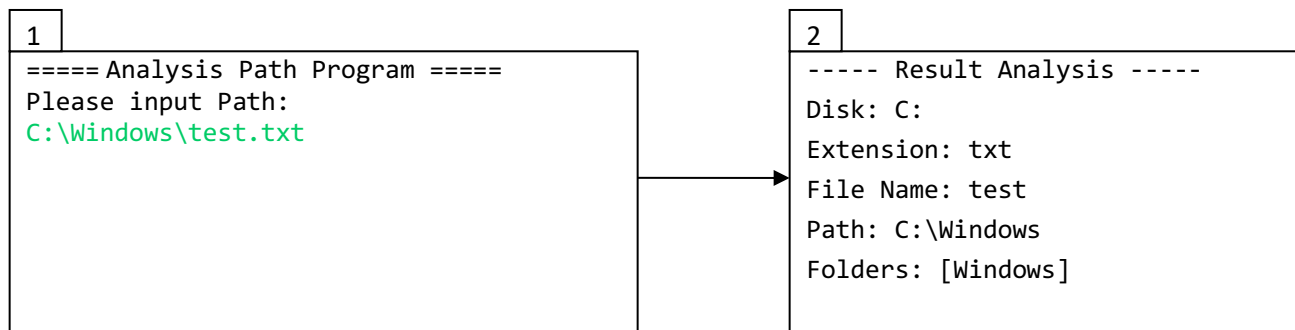 1
===== Analysis Path Program =====
Please input Path:
C:\Windows\test.txt
2
----- Result Analysis -----
Disk: C:
Extension: txt
File Name: test
Path: C:\Windows
Folders: [Windows]